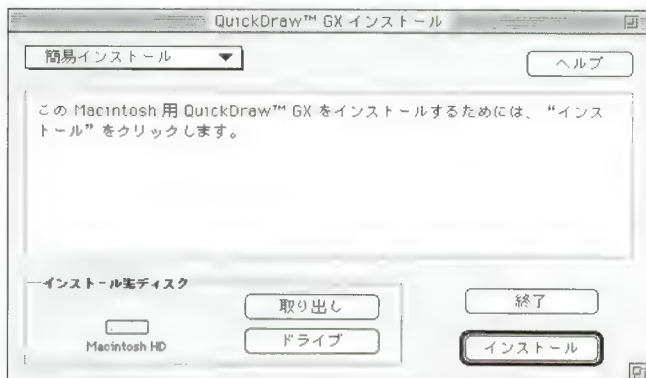 QuickDraw™ GX インストール
簡易インストール
ヘルプ
この Macintosh 用 QuickDraw™ GX をインストールするためには、“インス
トール”をクリックします。
インストール先ディスク
取り出し
終了
Macintosh HD
ドライブ
インストール